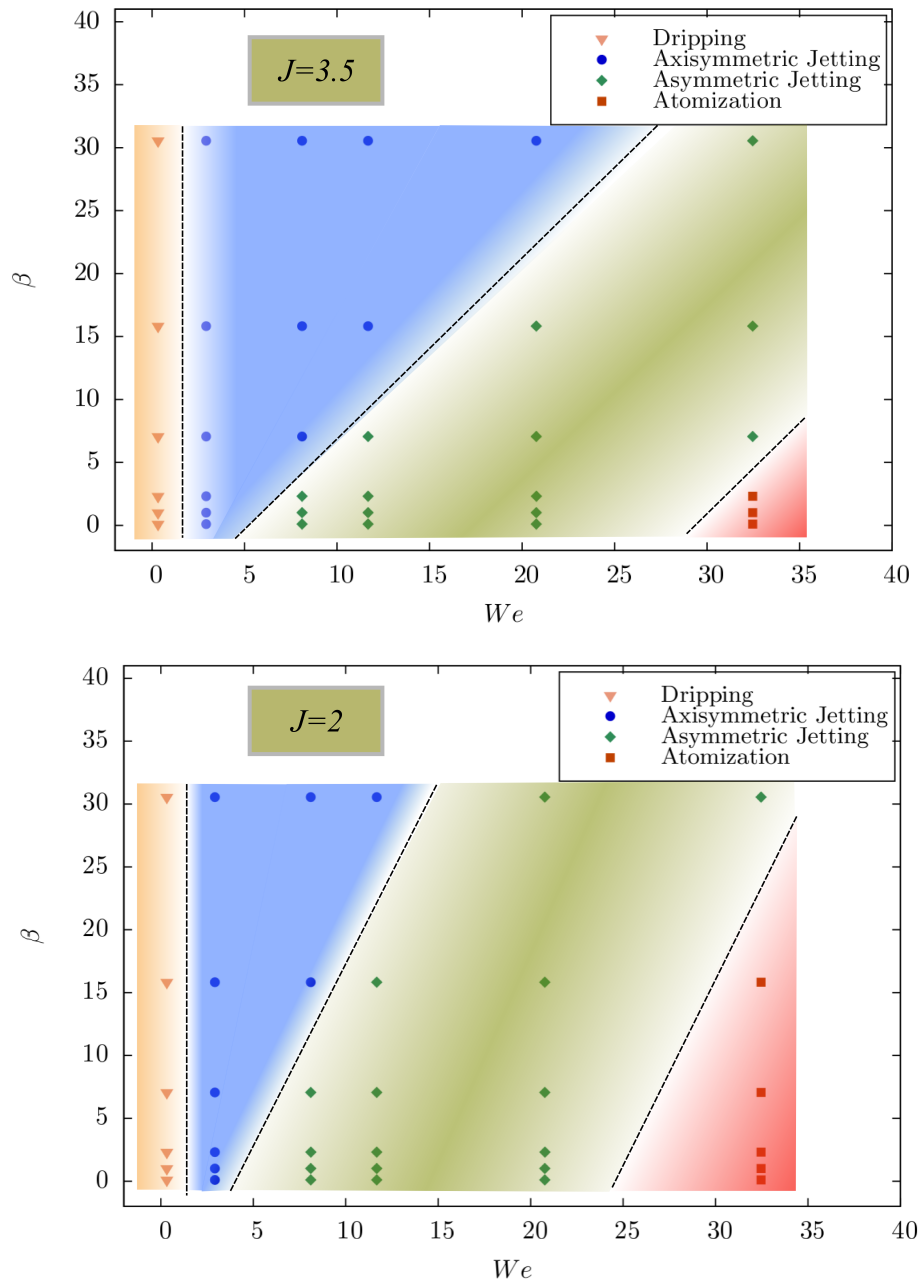 40
35
30
25
20
15
10
5
0
β
J=3.5
Dripping
Axisymmetric Jetting
Asymmetric Jetting
Atomization
0 5 10 15 20 25 30 35 40
We
40
35
30
25
20
15
10
5
0
β
J=2
Dripping
Axisymmetric Jetting
Asymmetric Jetting
Atomization
0 5 10 15 20 25 30 35 40
We